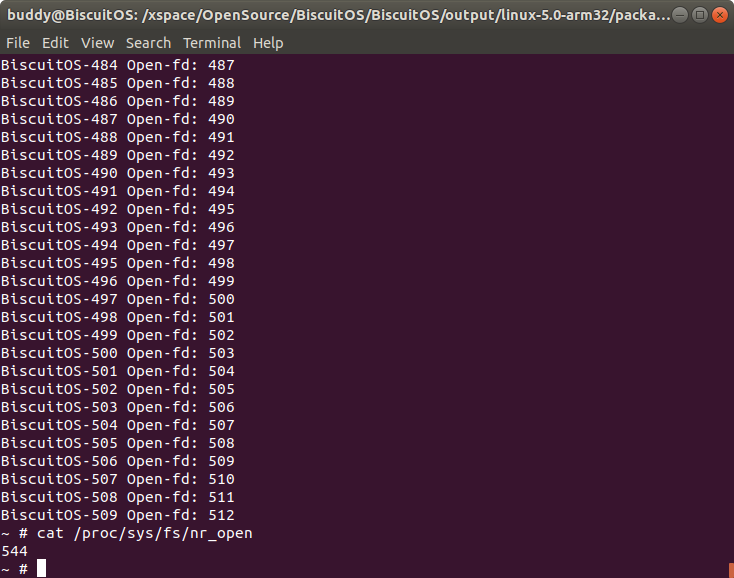 buddy@BiscuitOS: /xspace/OpenSource/BiscuitOS/BiscuitOS/output/linux-5.0-arm32/packa...
File Edit View Search Terminal Help
BiscuitOS-484 Open-fd: 487
BiscuitOS-485 Open-fd: 488
BiscuitOS-486 Open-fd: 489
BiscuitOS-487 Open-fd: 490
BiscuitOS-488 Open-fd: 491
BiscuitOS-489 Open-fd: 492
BiscuitOS-490 Open-fd: 493
BiscuitOS-491 Open-fd: 494
BiscuitOS-492 Open-fd: 495
BiscuitOS-493 Open-fd: 496
BiscuitOS-494 Open-fd: 497
BiscuitOS-495 Open-fd: 498
BiscuitOS-496 Open-fd: 499
BiscuitOS-497 Open-fd: 500
BiscuitOS-498 Open-fd: 501
BiscuitOS-499 Open-fd: 502
BiscuitOS-500 Open-fd: 503
BiscuitOS-501 Open-fd: 504
BiscuitOS-502 Open-fd: 505
BiscuitOS-503 Open-fd: 506
BiscuitOS-504 Open-fd: 507
BiscuitOS-505 Open-fd: 508
BiscuitOS-506 Open-fd: 509
BiscuitOS-507 Open-fd: 510
BiscuitOS-508 Open-fd: 511
BiscuitOS-509 Open-fd: 512
~ # cat /proc/sys/fs/nr_open
544
~ #